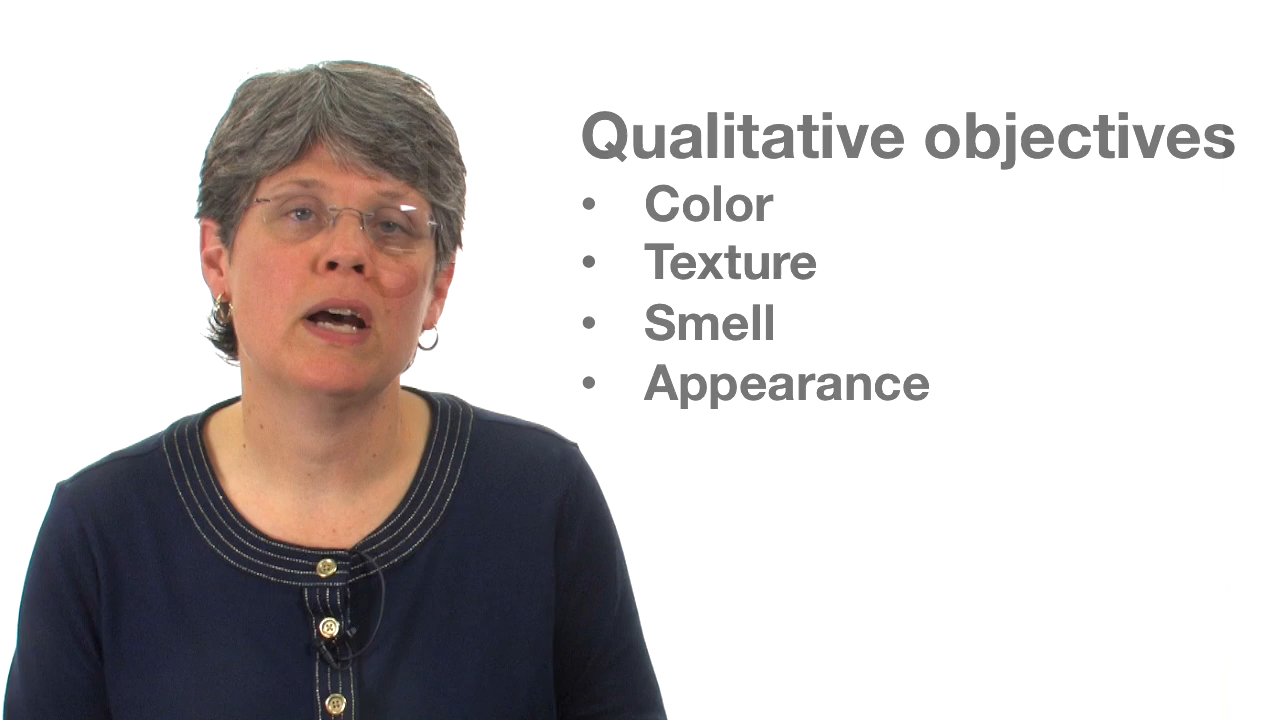 Qualitative objectives
• Color
• Texture
• Smell
• Appearance